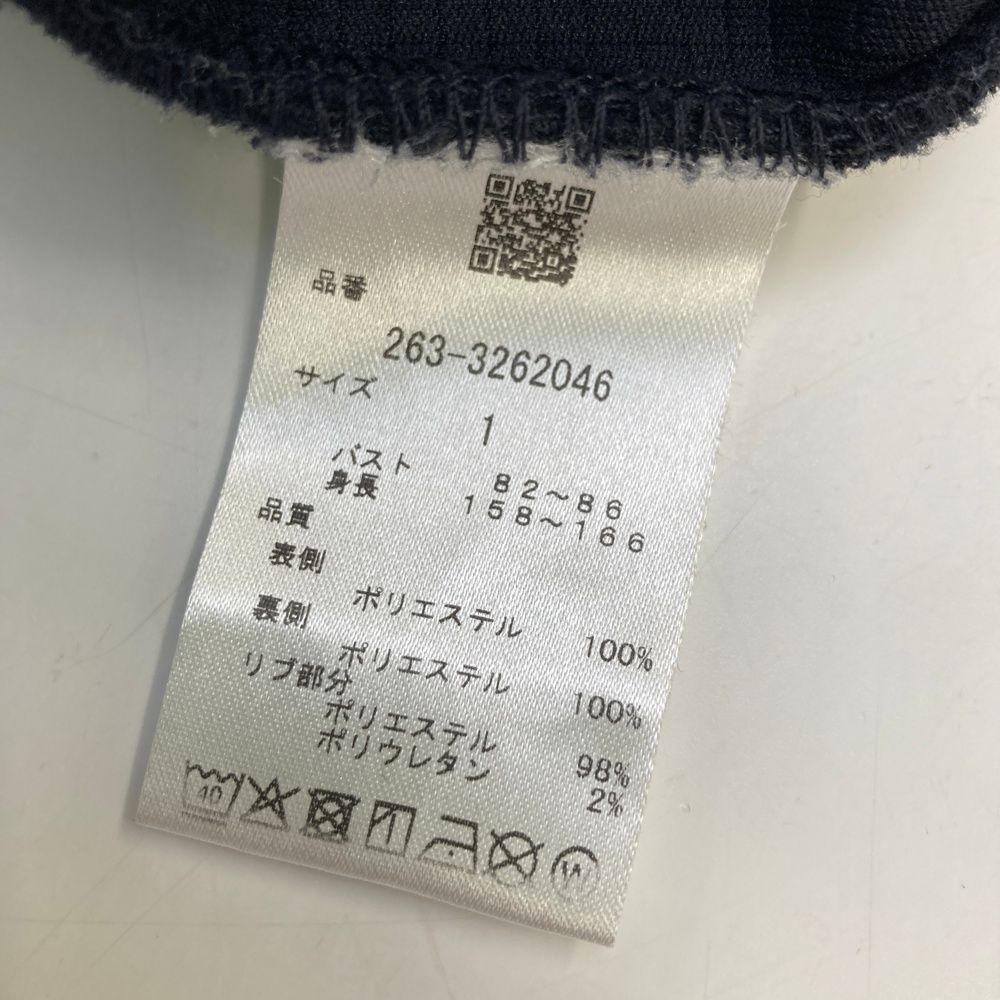 品番
263-3262046
サイズ
1
バスト 82～86
身長 158～166
品質
表側
ポリエステル 100%
裏側
ポリエステル 100%
リブ部分
ポリエステル 98%
ポリウレタン 2%
40 W